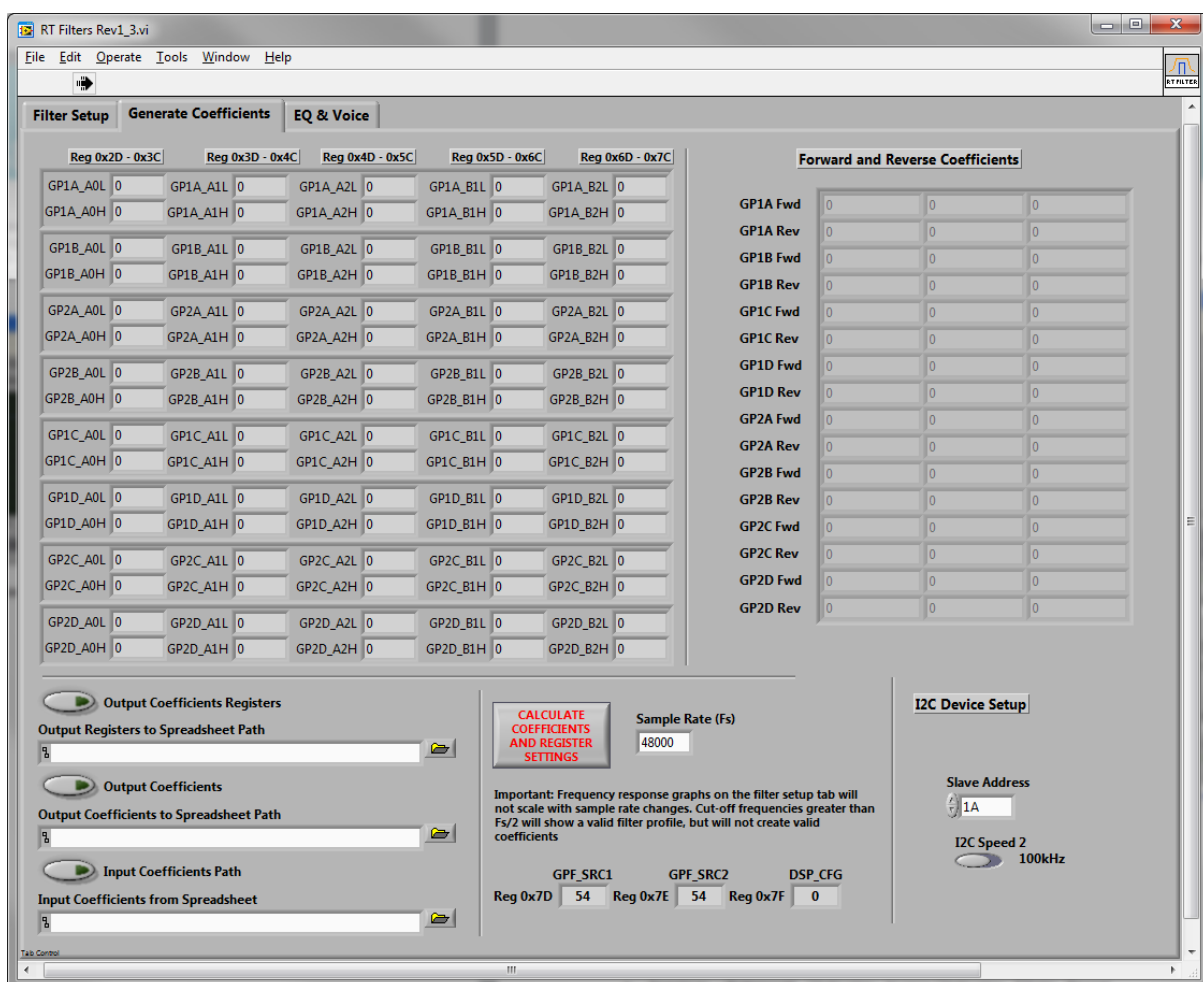 RT Filters Rev1_3.vi
File Edit Operate Tools Window Help
RT FILTER
Filter Setup Generate Coefficients EQ & Voice
Reg 0x2D - 0x3C Reg 0x3D - 0x4C Reg 0x4D - 0x5C Reg 0x5D - 0x6C Reg 0x6D - 0x7C
GP1A_A0L 0 GP1A_A1L 0 GP1A_A2L 0 GP1A_B1L 0 GP1A_B2L 0
GP1A_A0H 0 GP1A_A1H 0 GP1A_A2H 0 GP1A_B1H 0 GP1A_B2H 0
GP1B_A0L 0 GP1B_A1L 0 GP1B_A2L 0 GP1B_B1L 0 GP1B_B2L 0
GP1B_A0H 0 GP1B_A1H 0 GP1B_A2H 0 GP1B_B1H 0 GP1B_B2H 0
GP2A_A0L 0 GP2A_A1L 0 GP2A_A2L 0 GP2A_B1L 0 GP2A_B2L 0
GP2A_A0H 0 GP2A_A1H 0 GP2A_A2H 0 GP2A_B1H 0 GP2A_B2H 0
GP2B_A0L 0 GP2B_A1L 0 GP2B_A2L 0 GP2B_B1L 0 GP2B_B2L 0
GP2B_A0H 0 GP2B_A1H 0 GP2B_A2H 0 GP2B_B1H 0 GP2B_B2H 0
GP1C_A0L 0 GP1C_A1L 0 GP1C_A2L 0 GP1C_B1L 0 GP1C_B2L 0
GP1C_A0H 0 GP1C_A1H 0 GP1C_A2H 0 GP1C_B1H 0 GP1C_B2H 0
GP1D_A0L 0 GP1D_A1L 0 GP1D_A2L 0 GP1D_B1L 0 GP1D_B2L 0
GP1D_A0H 0 GP1D_A1H 0 GP1D_A2H 0 GP1D_B1H 0 GP1D_B2H 0
GP2C_A0L 0 GP2C_A1L 0 GP2C_A2L 0 GP2C_B1L 0 GP2C_B2L 0
GP2C_A0H 0 GP2C_A1H 0 GP2C_A2H 0 GP2C_B1H 0 GP2C_B2H 0
GP2D_A0L 0 GP2D_A1L 0 GP2D_A2L 0 GP2D_B1L 0 GP2D_B2L 0
GP2D_A0H 0 GP2D_A1H 0 GP2D_A2H 0 GP2D_B1H 0 GP2D_B2H 0
Forward and Reverse Coefficients
GP1A Fwd 0 0 0
GP1A Rev 0 0 0
GP1B Fwd 0 0 0
GP1B Rev 0 0 0
GP1C Fwd 0 0 0
GP1C Rev 0 0 0
GP1D Fwd 0 0 0
GP1D Rev 0 0 0
GP2A Fwd 0 0 0
GP2A Rev 0 0 0
GP2B Fwd 0 0 0
GP2B Rev 0 0 0
GP2C Fwd 0 0 0
GP2C Rev 0 0 0
GP2D Fwd 0 0 0
GP2D Rev 0 0 0
Output Coefficients Registers
Output Registers to Spreadsheet Path
Output Coefficients
Output Coefficients to Spreadsheet Path
Input Coefficients Path
Input Coefficients from Spreadsheet
CALCULATE
COEFFICIENTS
AND REGISTER
SETTINGS
Sample Rate (Fs)
48000
Important: Frequency response graphs on the filter setup tab will
not scale with sample rate changes. Cut-off frequencies greater than
Fs/2 will show a valid filter profile, but will not create valid
coefficients
GPF_SRC1 GPF_SRC2 DSP_CFG
Reg 0x7D 54 Reg 0x7E 54 Reg 0x7F 0
I2C Device Setup
Slave Address
1A
I2C Speed 2
100kHz
Tab Control